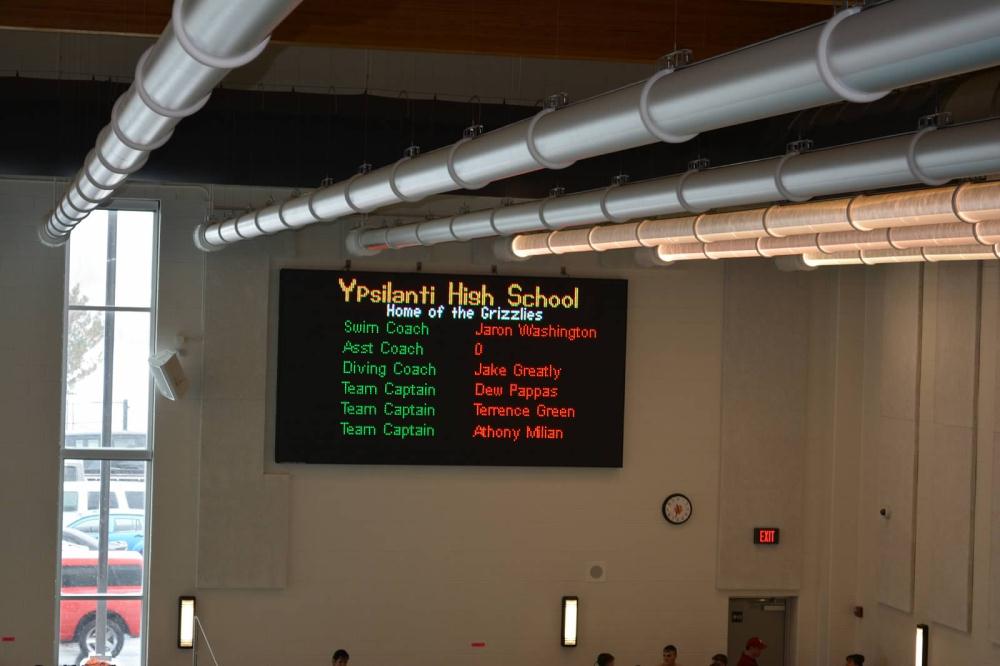 Ypsilanti High School
Home of the Grizzlies
Swim Coach Jaron Washington
Asst Coach 0
Diving Coach Jake Greatly
Team Captain Dew Pappas
Team Captain Terrence Green
Team Captain Athony Milian
EXIT